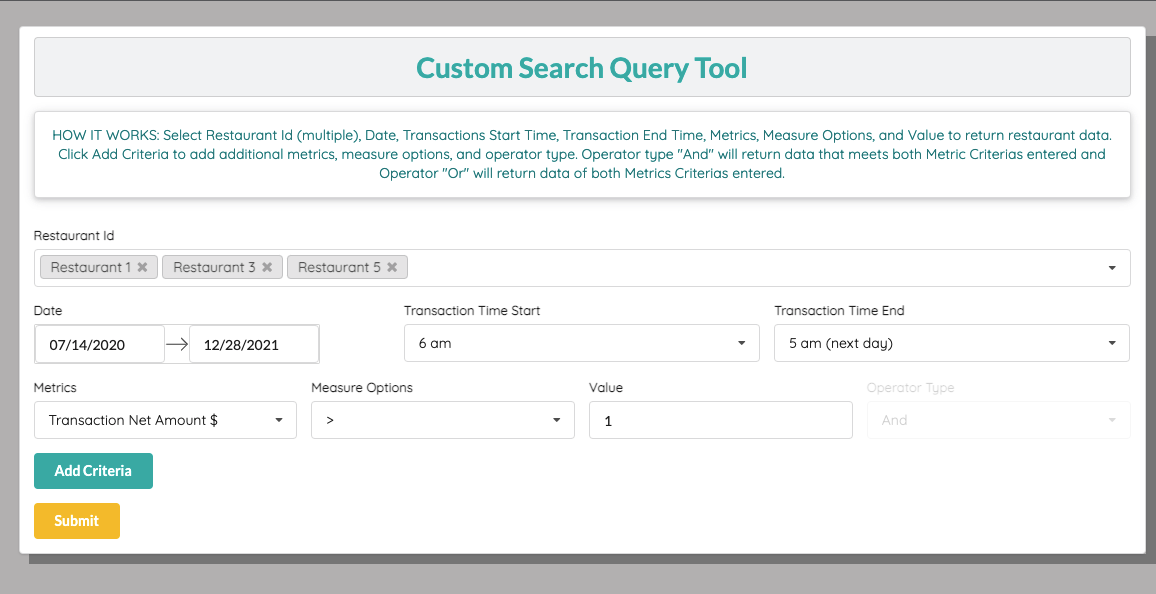 Custom Search Query Tool
HOW IT WORKS: Select Restaurant Id (multiple), Date, Transactions Start Time, Transaction End Time, Metrics, Measure Options, and Value to return restaurant data.
Click Add Criteria to add additional metrics, measure options, and operator type. Operator type "And" will return data that meets both Metric Criterias entered and
Operator "Or" will return data of both Metrics Criterias entered.
Restaurant Id
Restaurant 1 ✖ Restaurant 3 ✖ Restaurant 5 ✖
Date Transaction Time Start Transaction Time End
07/14/2020 → 12/28/2021 6 am 5 am (next day)
Metrics Measure Options Value Operator Type
Transaction Net Amount $ > 1 And
Add Criteria
Submit